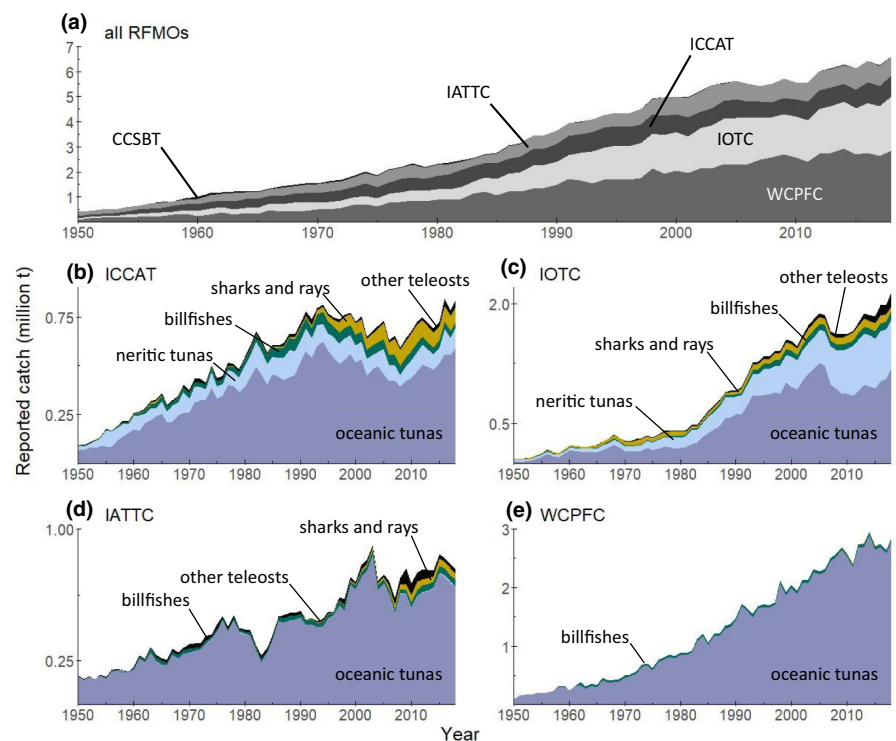 (a) all RFMOs
7
6
5
4
3
2
1
CCSBT
IATTC
ICCAT
IOTC
WCPFC
1950 1960 1970 1980 1990 2000 2010
Reported catch (million t)
(b) ICCAT
0.75
0.25
neritic tunas
billfishes
sharks and rays
other teleosts
oceanic tunas
1950 1960 1970 1980 1990 2000 2010
(c) IOTC
2.0
0.5
neritic tunas
sharks and rays
billfishes
other teleosts
oceanic tunas
1950 1960 1970 1980 1990 2000 2010
(d) IATTC
1.00
0.25
billfishes
other teleosts
sharks and rays
oceanic tunas
1950 1960 1970 1980 1990 2000 2010
(e) WCPFC
3
2
1
billfishes
oceanic tunas
1950 1960 1970 1980 1990 2000 2010
Year